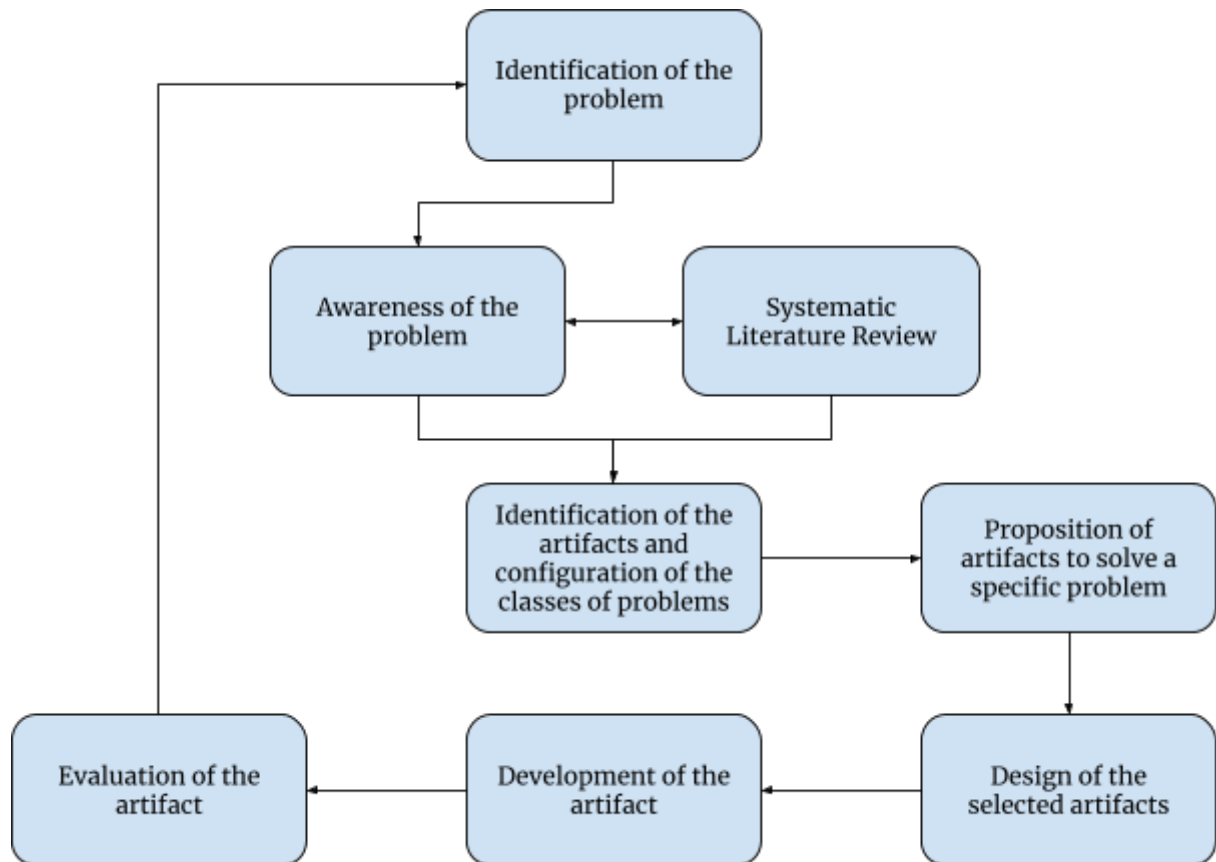 Identification of the
problem
Awareness of the
problem
Systematic
Literature Review
Identification of the
artifacts and
configuration of the
classes of problems
Proposition of
artifacts to solve a
specific problem
Evaluation of the
artifact
Development of the
artifact
Design of the
selected artifacts